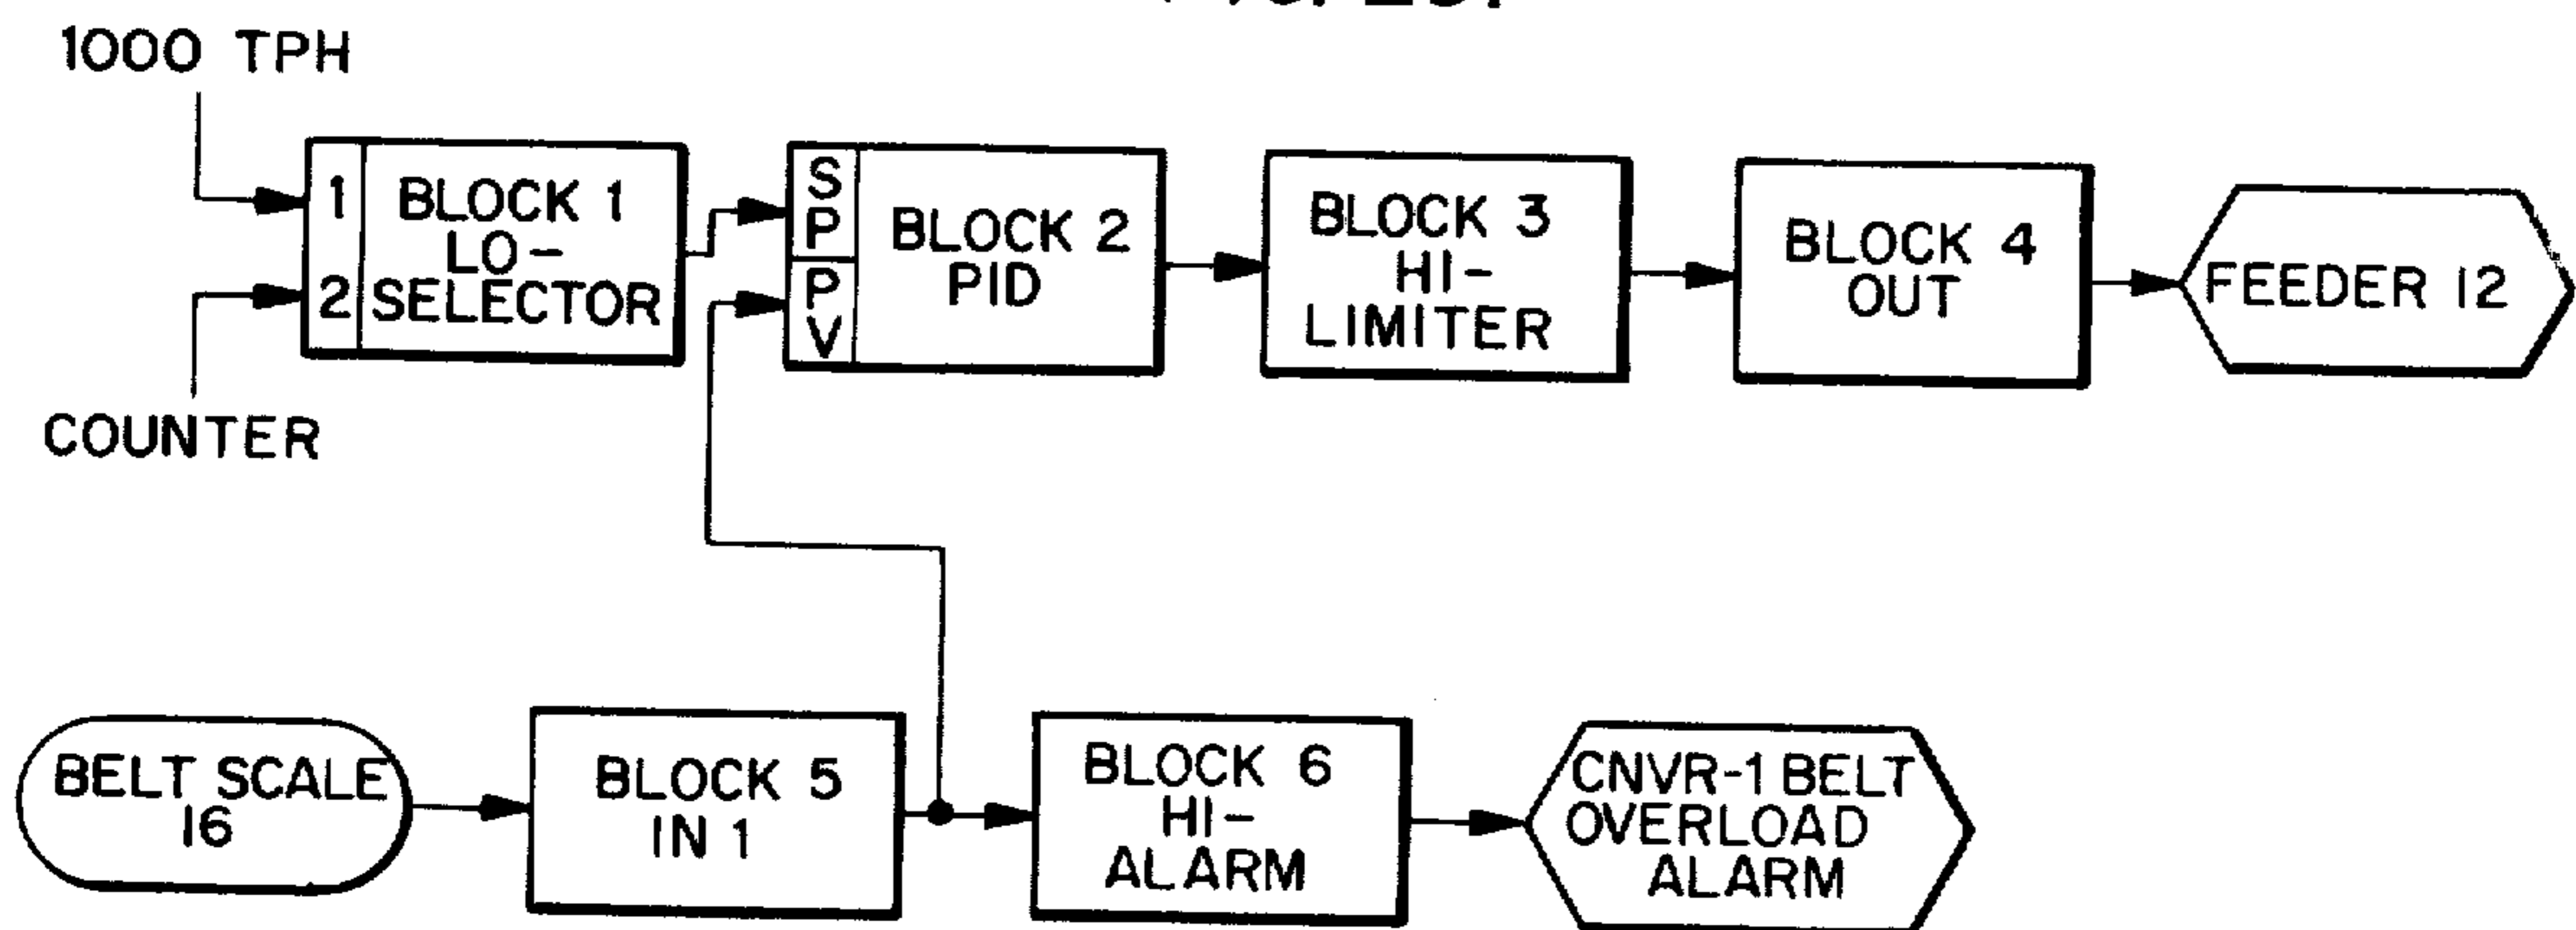 1000 TPH
1
2
BLOCK 1
LO-
SELECTOR
COUNTER
S
P
P
V
BLOCK 2
PID
BLOCK 3
HI-
LIMITER
BLOCK 4
OUT
FEEDER 12
BELT SCALE
16
BLOCK 5
IN 1
BLOCK 6
HI-
ALARM
CNVR-1 BELT
OVERLOAD
ALARM